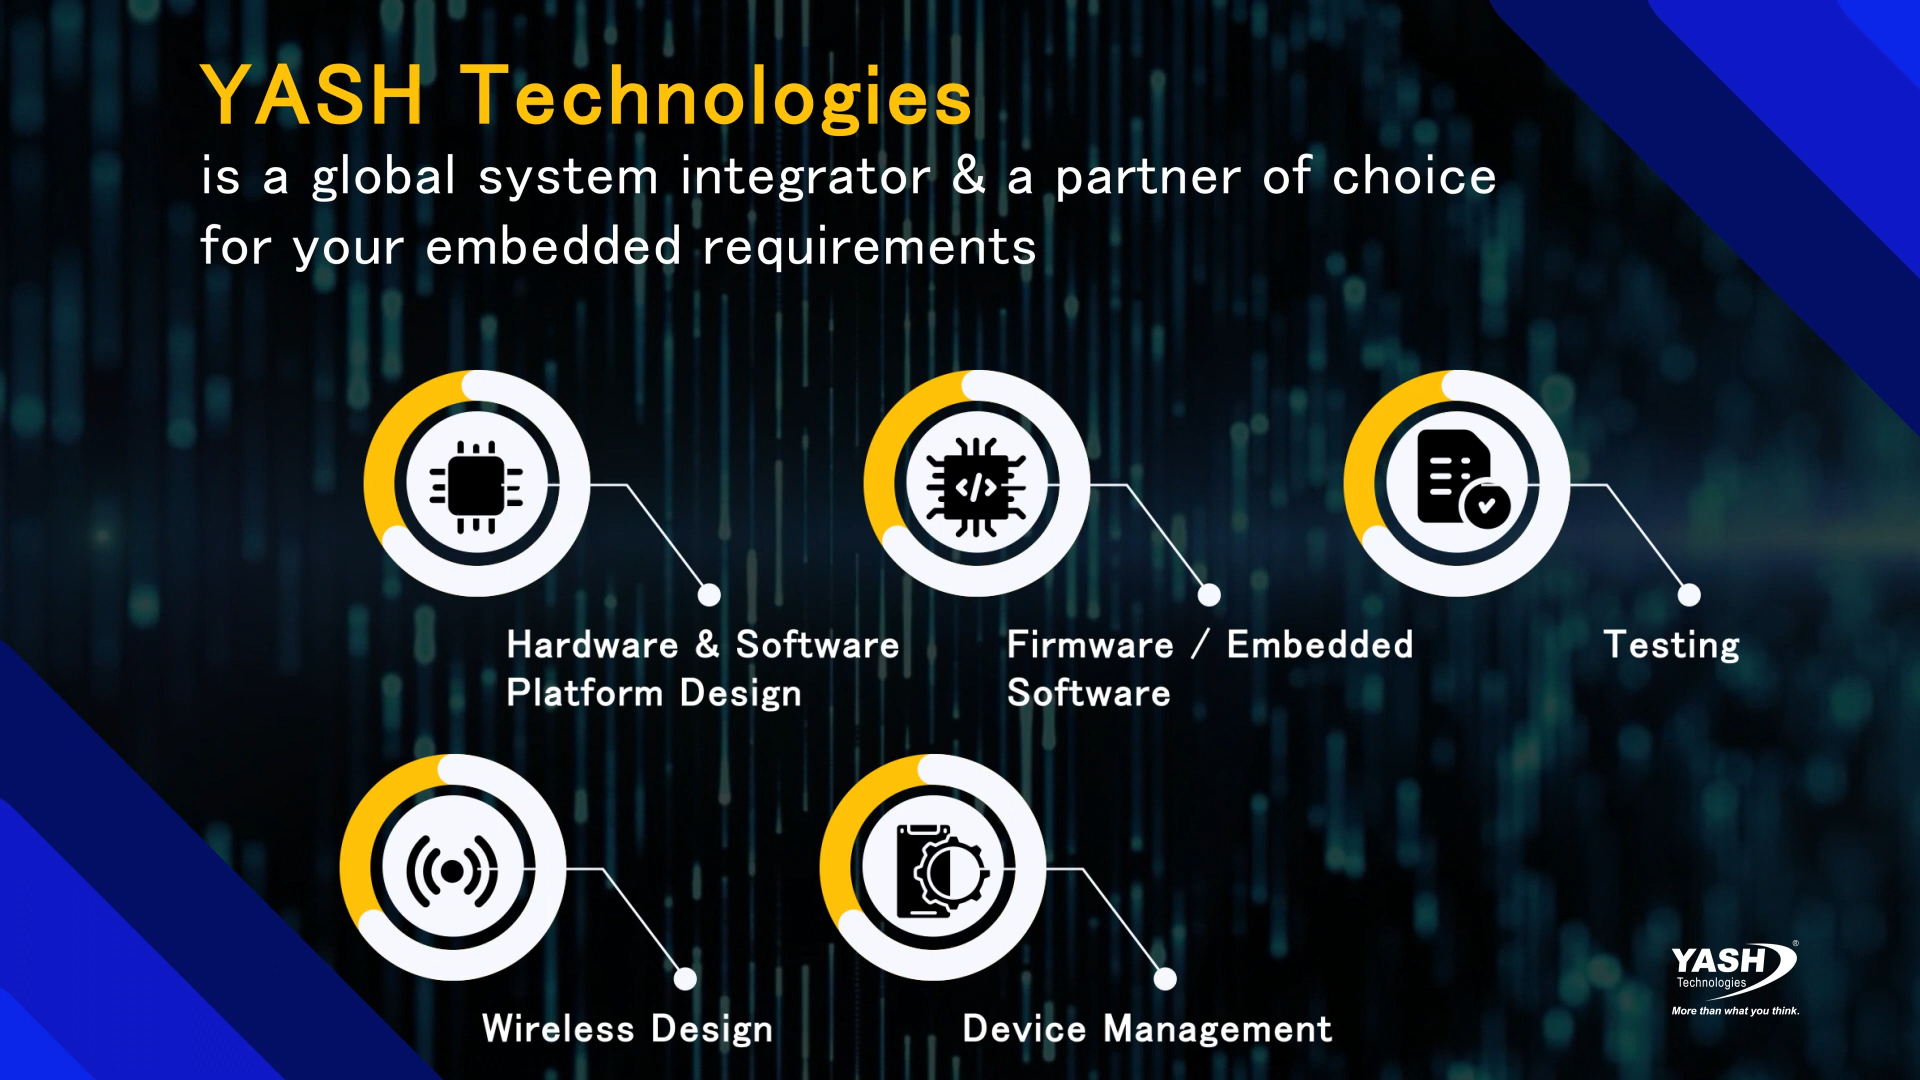 YASH Technologies
is a global system integrator & a partner of choice
for your embedded requirements
</>
Hardware & Software
Platform Design
Firmware / Embedded
Software
Testing
Wireless Design
Device Management
YASH®
Technologies
More than what you think.